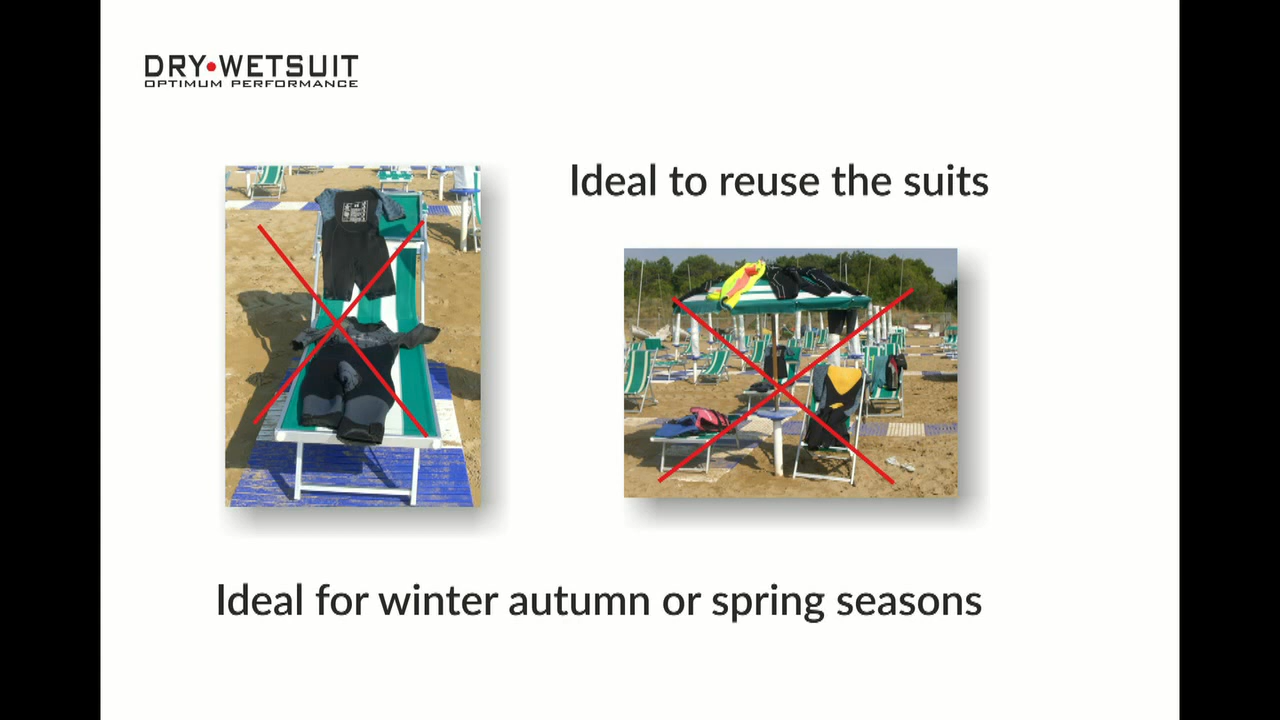 DRY•WETSUIT
OPTIMUM PERFORMANCE
Ideal to reuse the suits
Ideal for winter autumn or spring seasons